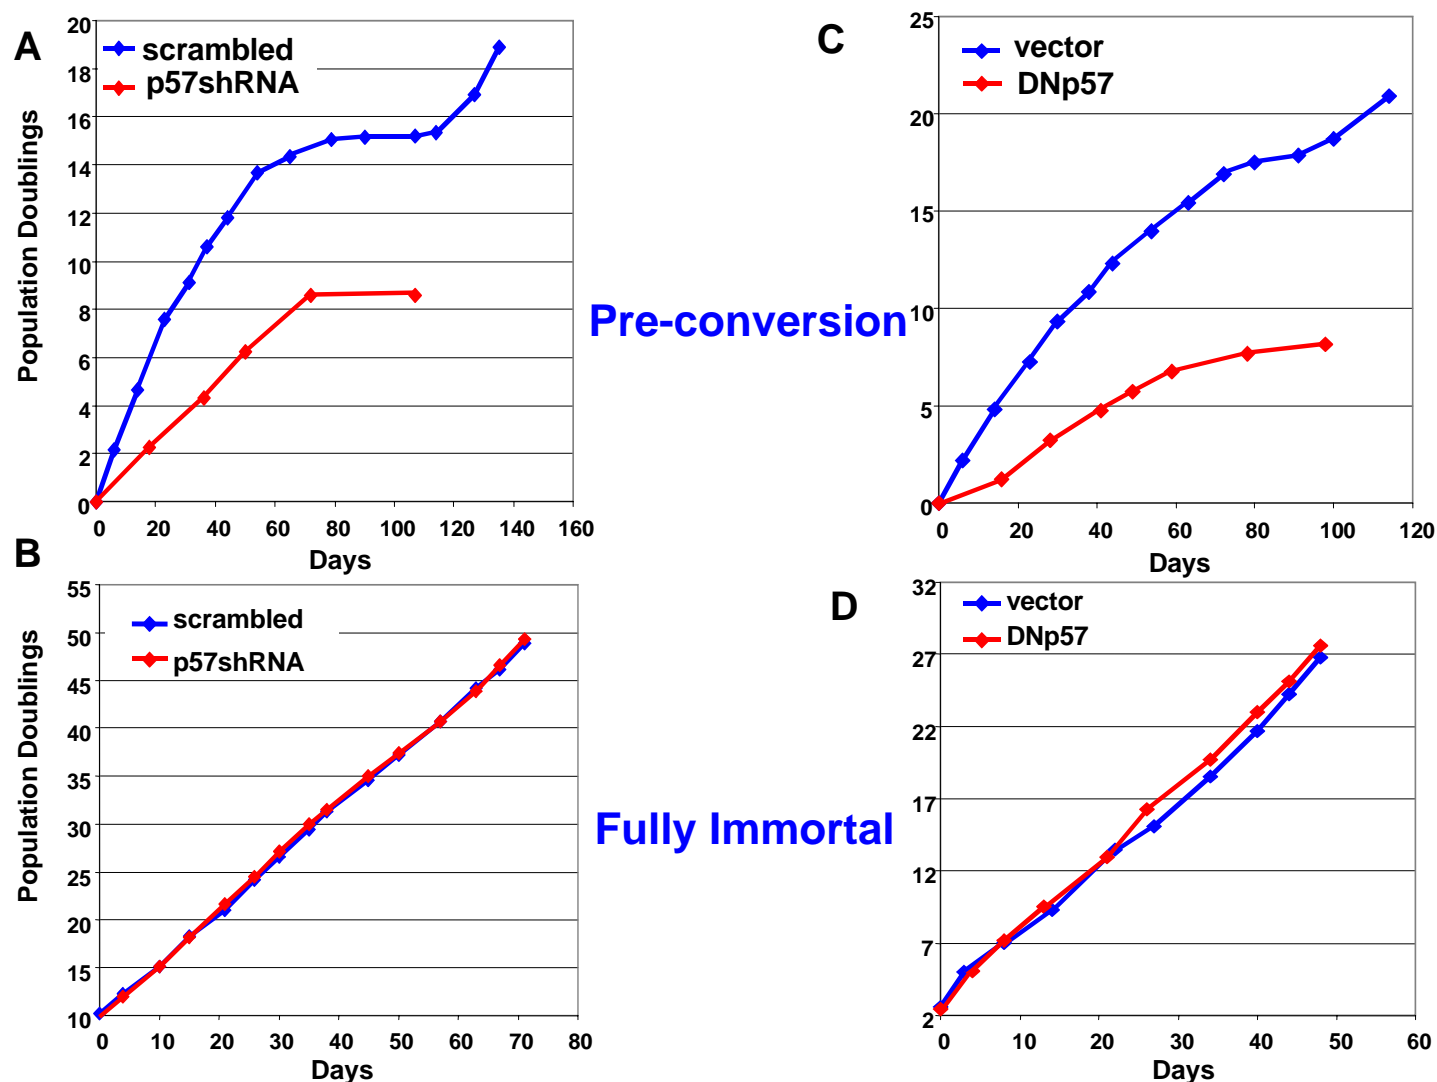 A
scrambled
p57shRNA
Population Doublings
20
18
16
14
12
10
8
6
4
2
0
0 20 40 60 80 100 120 140 160
Days
C
vector
DNp57
25
20
15
10
5
0
0 20 40 60 80 100 120
Days
Pre-conversion
B
scrambled
p57shRNA
Population Doublings
55
50
45
40
35
30
25
20
15
10
0 10 20 30 40 50 60 70 80
Days
D
vector
DNp57
32
27
22
17
12
7
2
0 10 20 30 40 50 60
Days
Fully Immortal